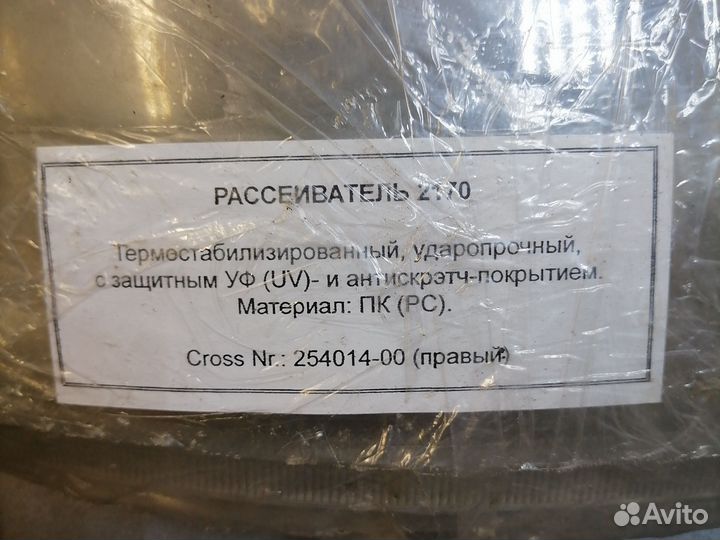 РАССЕИВАТЕЛЬ 2170
Термостабилизированный, ударопрочный,
с защитным УФ (UV)- и антискрэтч-покрытием.
Материал: ПК (PC).
Cross Nr.: 254014-00 (правый)
Avito